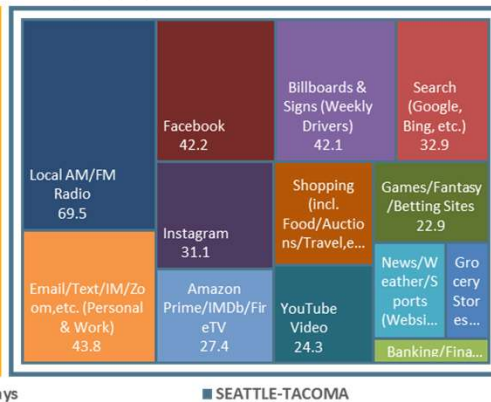 Local AM/FM
Radio
69.5
Email/Text/IM/Zo
om,etc. (Personal
& Work)
43.8
Facebook
42.2
Instagram
31.1
Amazon
Prime/IMDb/Fir
eTV
27.4
Billboards &
Signs (Weekly
Drivers)
42.1
Shopping
(incl.
Food/Auctio
ns/Travel,e...
YouTube
Video
24.3
Search
(Google,
Bing, etc.)
32.9
Games/Fantasy
/Betting Sites
22.9
News/W
eather/S
ports
(Websi...
Gro
cery
Stor
es...
Banking/Fina...
ys
SEATTLE-TACOMA